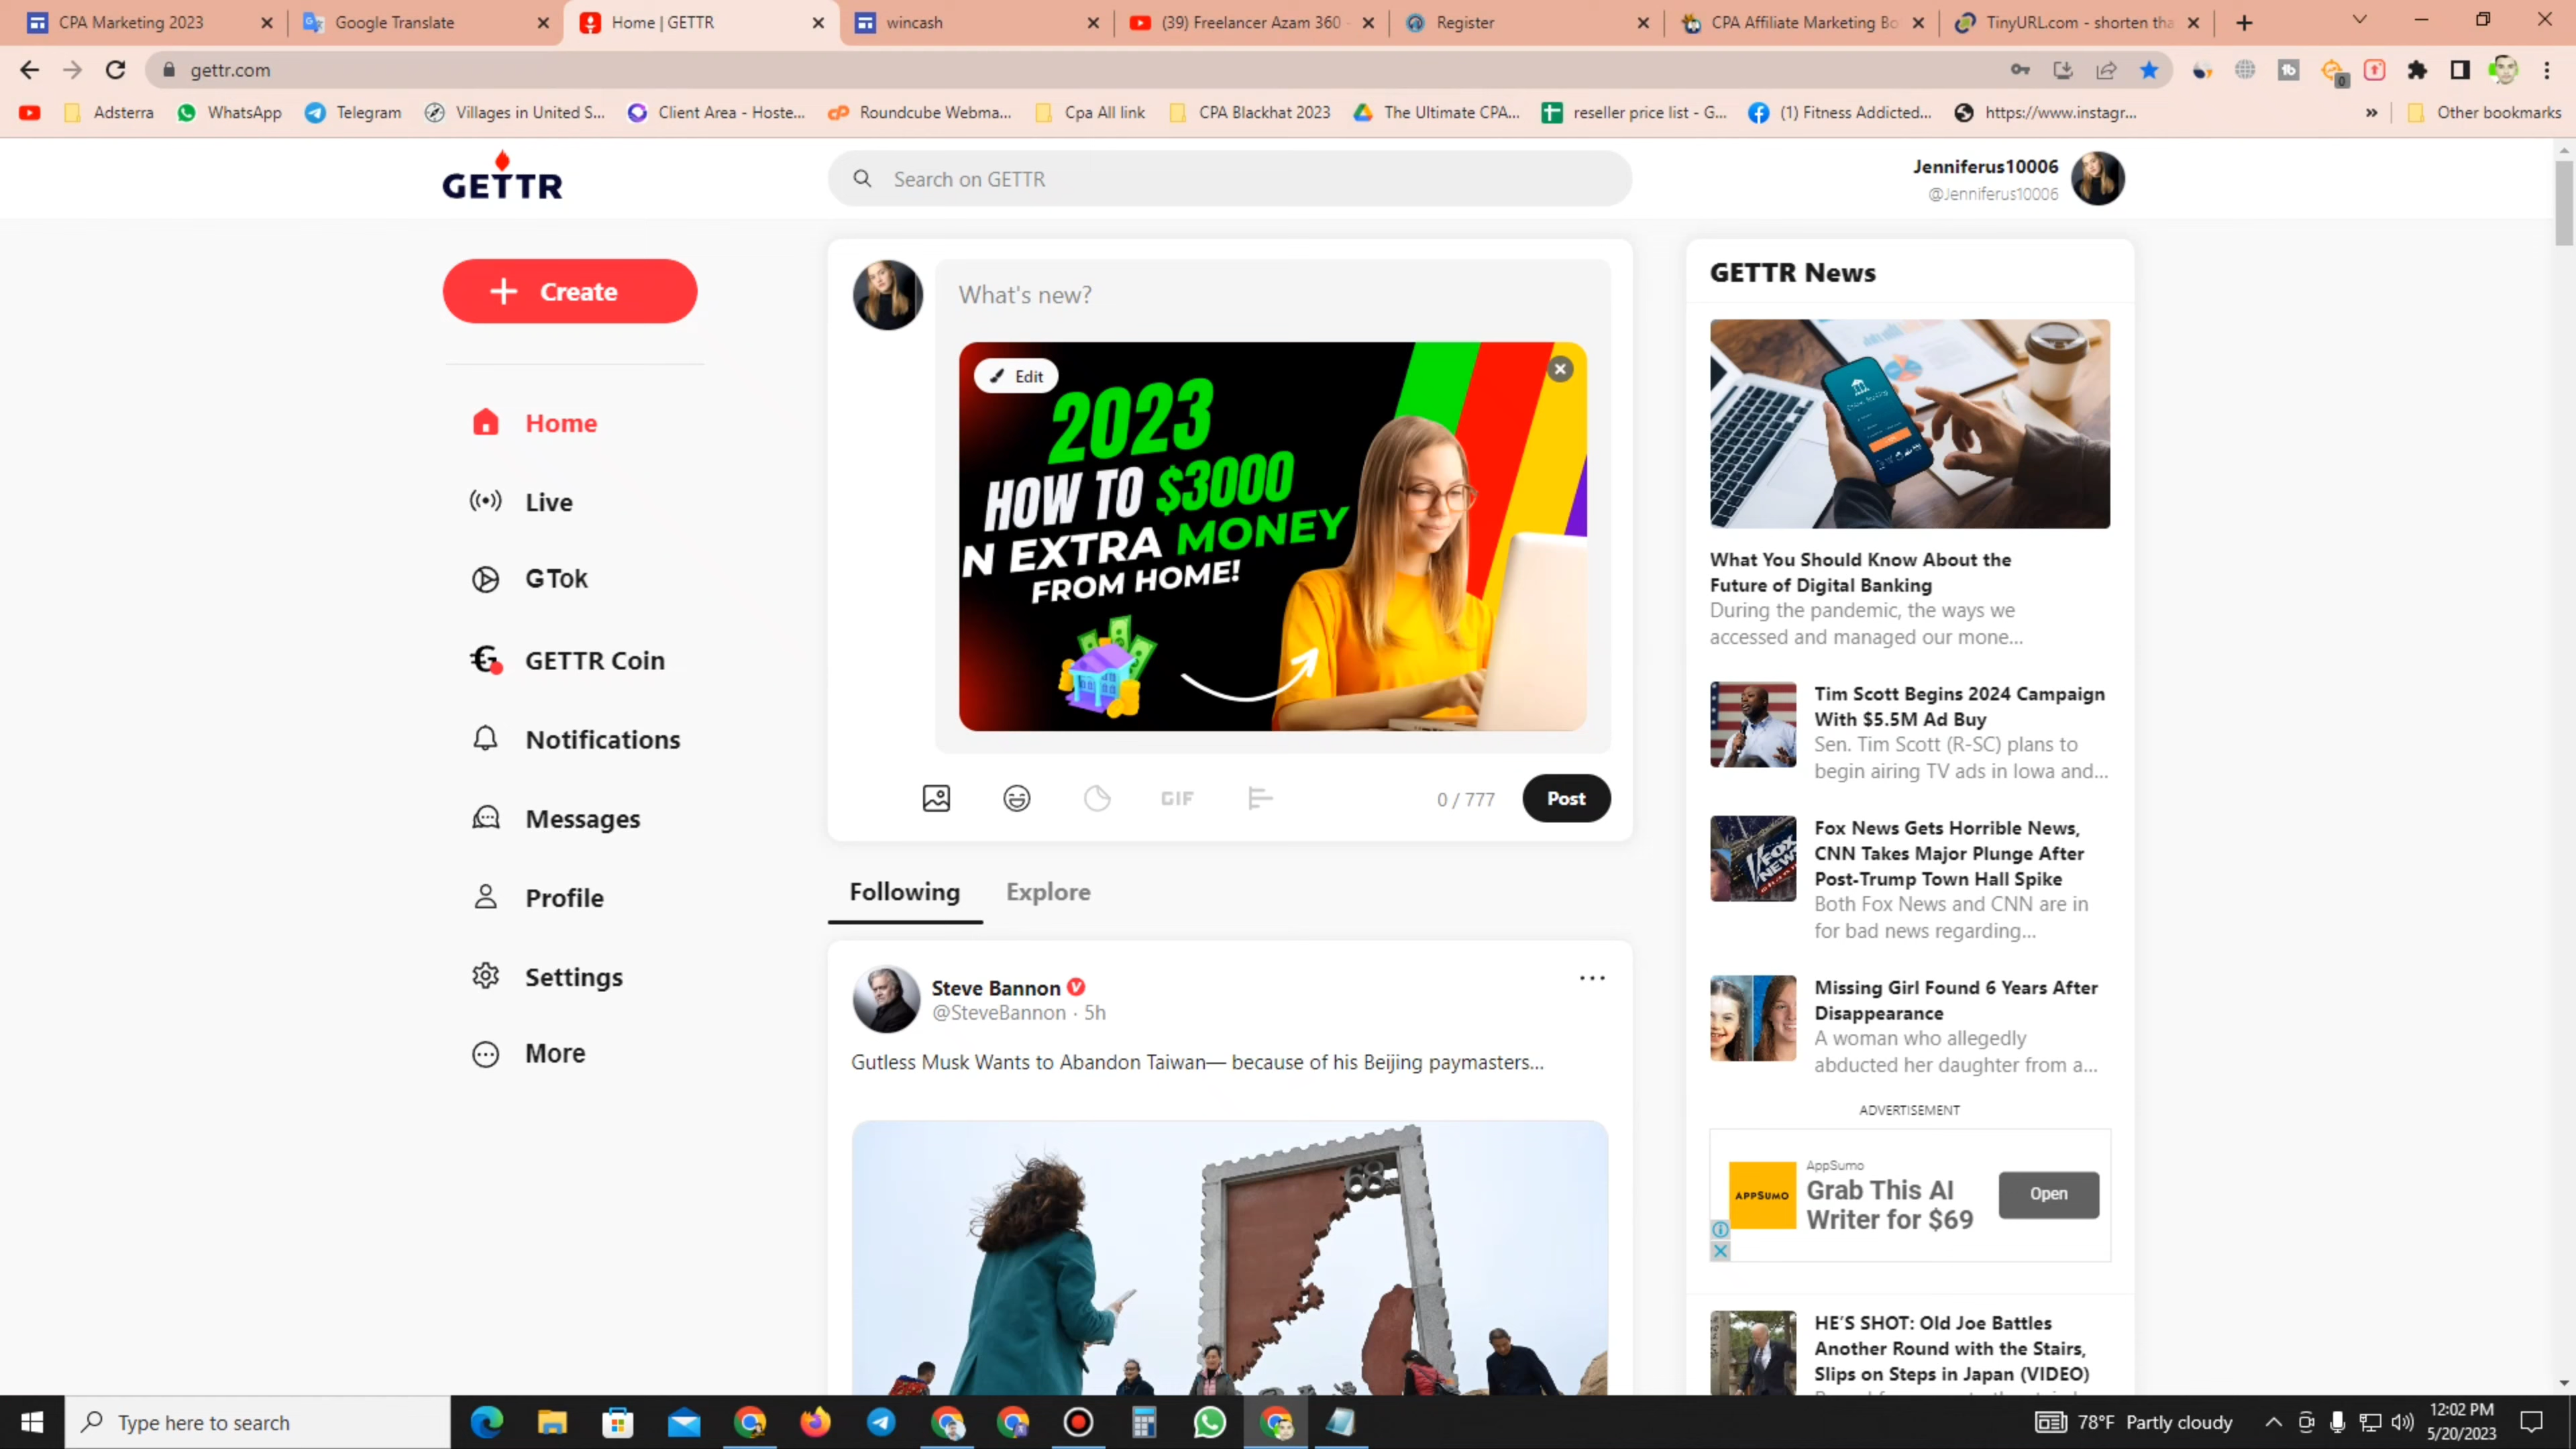 CPA Marketing 2023
Google Translate
Home | GETTR
wincash
(39) Freelancer Azam 360 -
Register
CPA Affiliate Marketing Bo
TinyURL.com - shorten tha
gettr.com
Adsterra
WhatsApp
Telegram
Villages in United S...
Client Area - Hoste...
Roundcube Webma...
Cpa All link
CPA Blackhat 2023
The Ultimate CPA...
reseller price list - G...
(1) Fitness Addicted...
https://www.instagr...
Other bookmarks
GETTR
Search on GETTR
Jenniferus10006
@Jenniferus10006
Create
Home
Live
GTok
GETTR Coin
Notifications
Messages
Profile
Settings
More
What's new?
Edit
2023
HOW TO $3000
N EXTRA MONEY
FROM HOME!
GIF
0 / 777
Post
Following
Explore
Steve Bannon
@SteveBannon · 5h
Gutless Musk Wants to Abandon Taiwan— because of his Beijing paymasters...
68
GETTR News
What You Should Know About the
Future of Digital Banking
During the pandemic, the ways we
accessed and managed our mone...
Tim Scott Begins 2024 Campaign
With $5.5M Ad Buy
Sen. Tim Scott (R-SC) plans to
begin airing TV ads in Iowa and...
Fox News Gets Horrible News,
CNN Takes Major Plunge After
Post-Trump Town Hall Spike
Both Fox News and CNN are in
for bad news regarding...
Missing Girl Found 6 Years After
Disappearance
A woman who allegedly
abducted her daughter from a...
ADVERTISEMENT
APPSUMO
AppSumo
Grab This AI
Writer for $69
Open
HE'S SHOT: Old Joe Battles
Another Round with the Stairs,
Slips on Steps in Japan (VIDEO)
Type here to search
78°F Partly cloudy
12:02 PM
5/20/2023